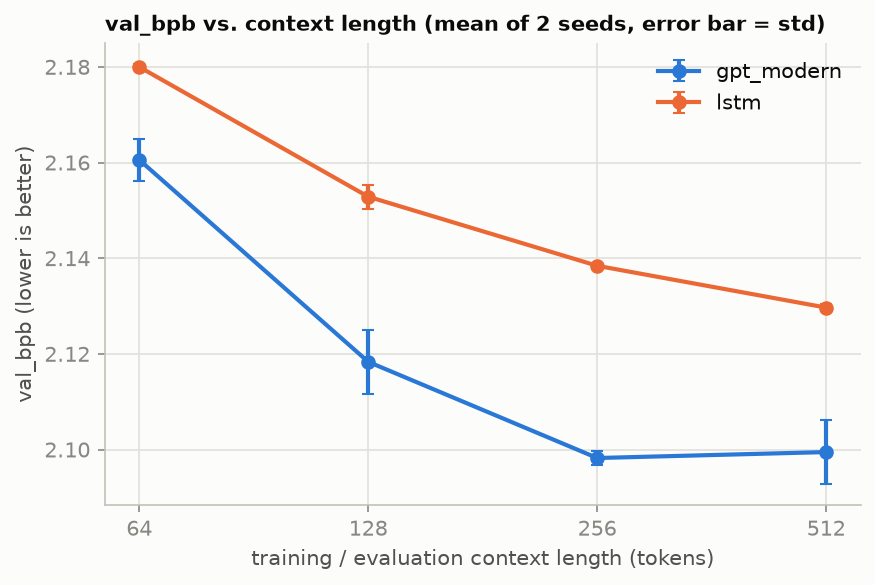 val_bpb vs. context length (mean of 2 seeds, error bar = std)
gpt_modern
lstm
val_bpb (lower is better)
2.18
2.16
2.14
2.12
2.10
64 128 256 512
training / evaluation context length (tokens)